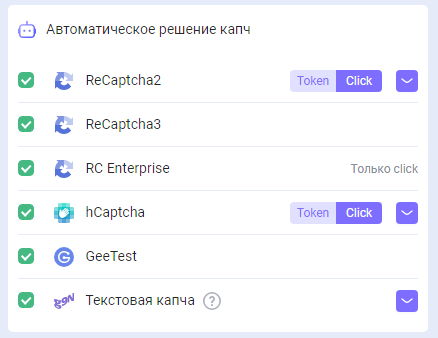 Автоматическое решение капч
ReCaptcha2 Token Click
ReCaptcha3
RC Enterprise Только click
hCaptcha Token Click
GeeTest
Текстовая капча ?